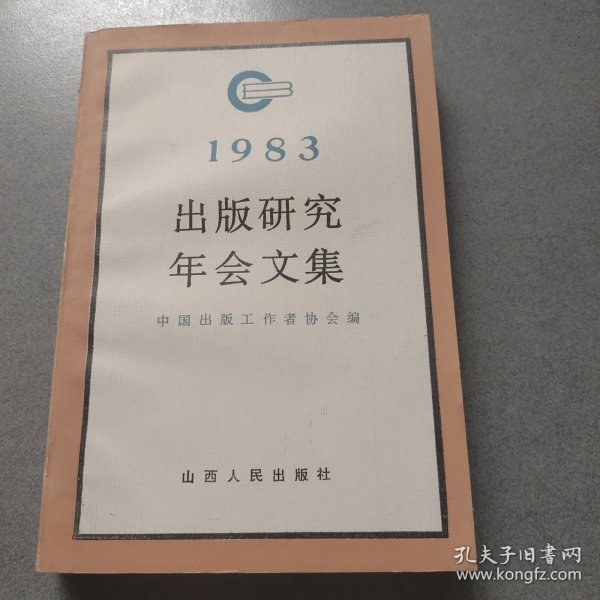 1983
出版研究
年会文集
中国出版工作者协会编
山西人民出版社
孔夫子旧书网
www.kongfz.com